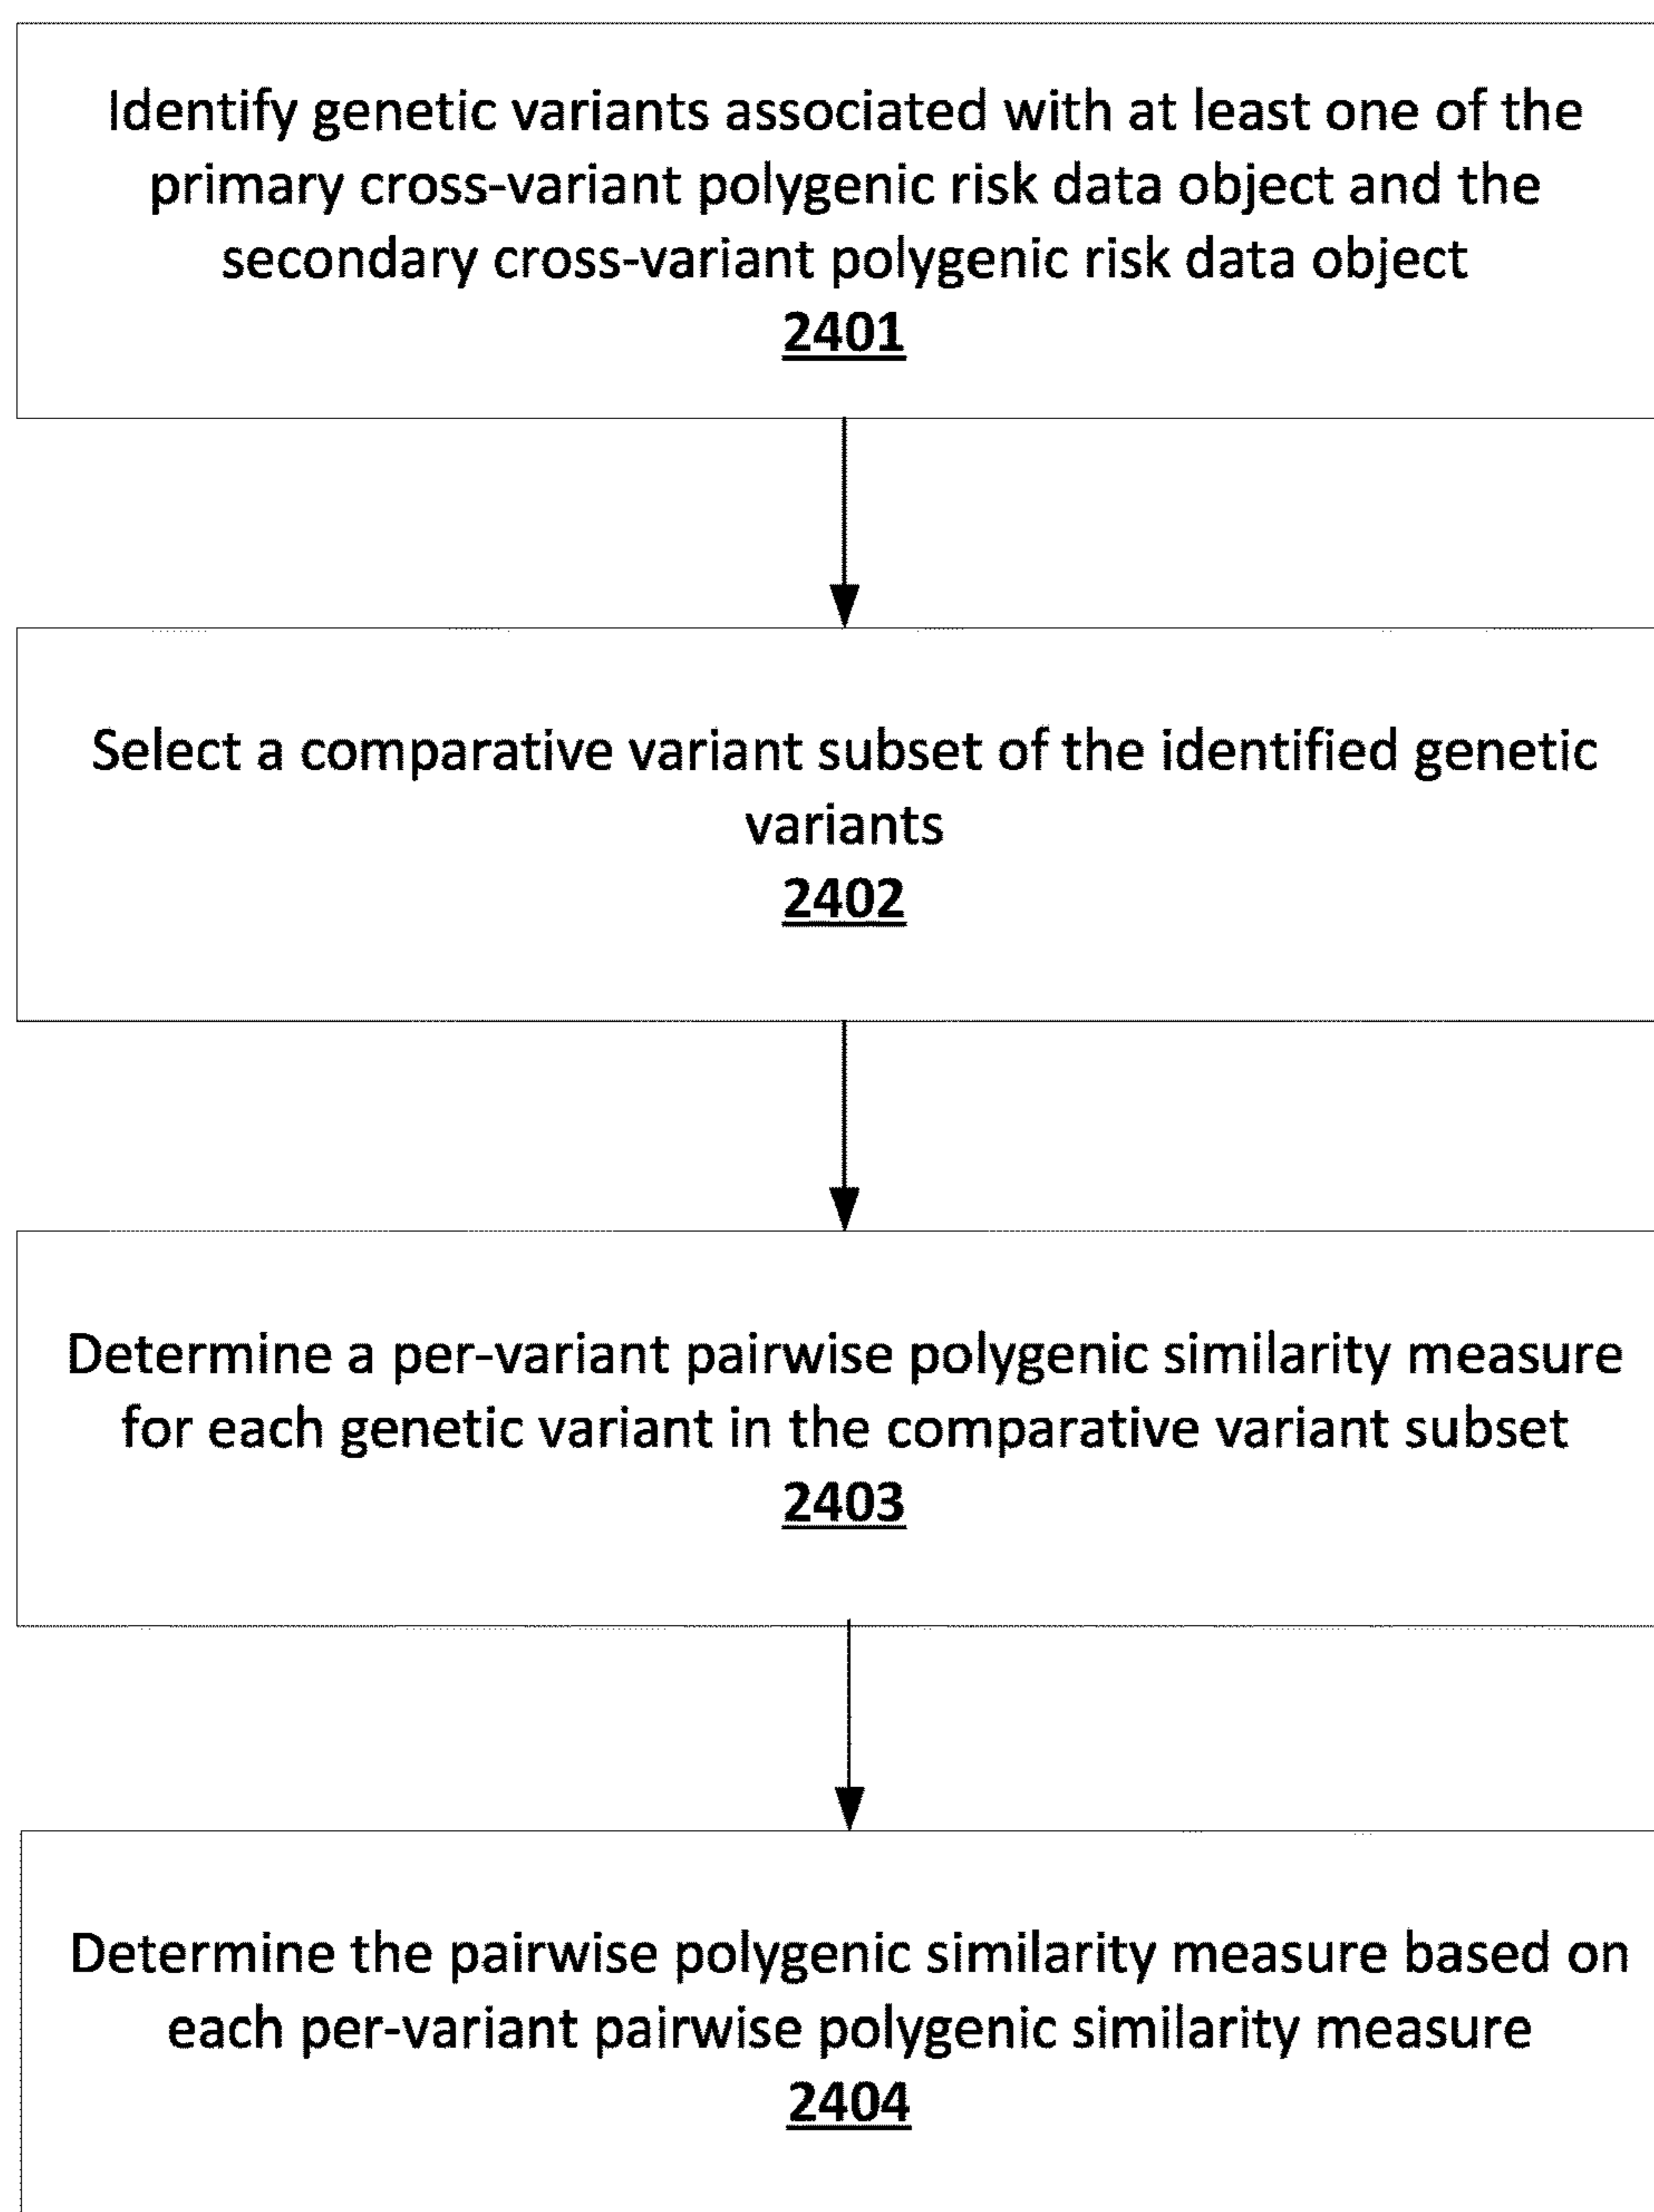 Identify genetic variants associated with at least one of the
primary cross-variant polygenic risk data object and the
secondary cross-variant polygenic risk data object
2401
Select a comparative variant subset of the identified genetic
variants
2402
Determine a per-variant pairwise polygenic similarity measure
for each genetic variant in the comparative variant subset
2403
Determine the pairwise polygenic similarity measure based on
each per-variant pairwise polygenic similarity measure
2404